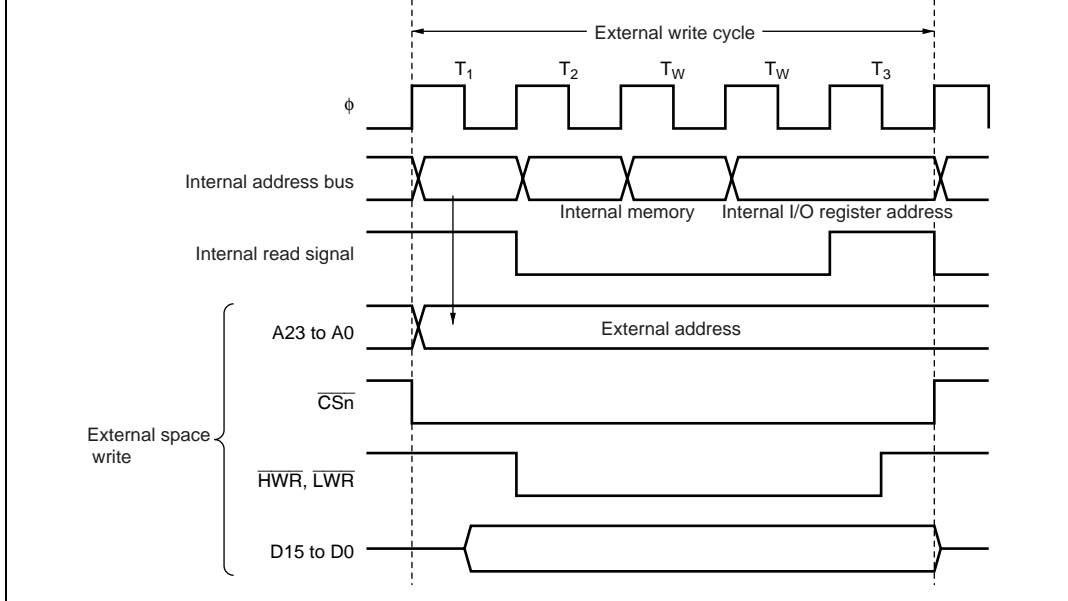 External write cycle
T1 T2 TW TW T3
ϕ
Internal address bus
Internal memory Internal I/O register address
Internal read signal
A23 to A0 External address
CSn
External space
write
HWR, LWR
D15 to D0